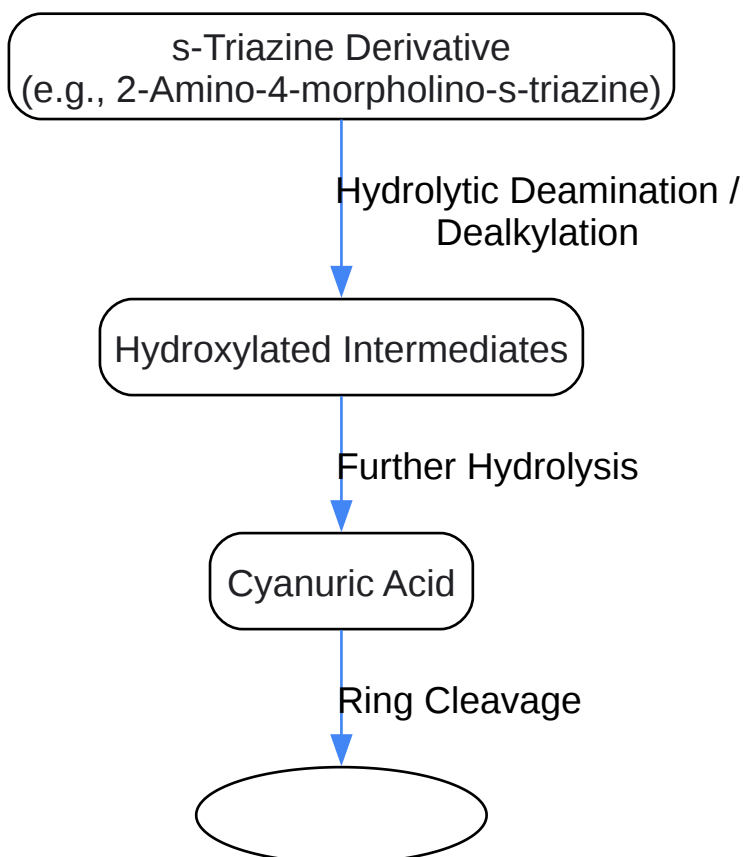 s-Triazine Derivative
(e.g., 2-Amino-4-morpholino-s-triazine)
Hydrolytic Deamination /
Dealkylation
Hydroxylated Intermediates
Further Hydrolysis
Cyanuric Acid
Ring Cleavage